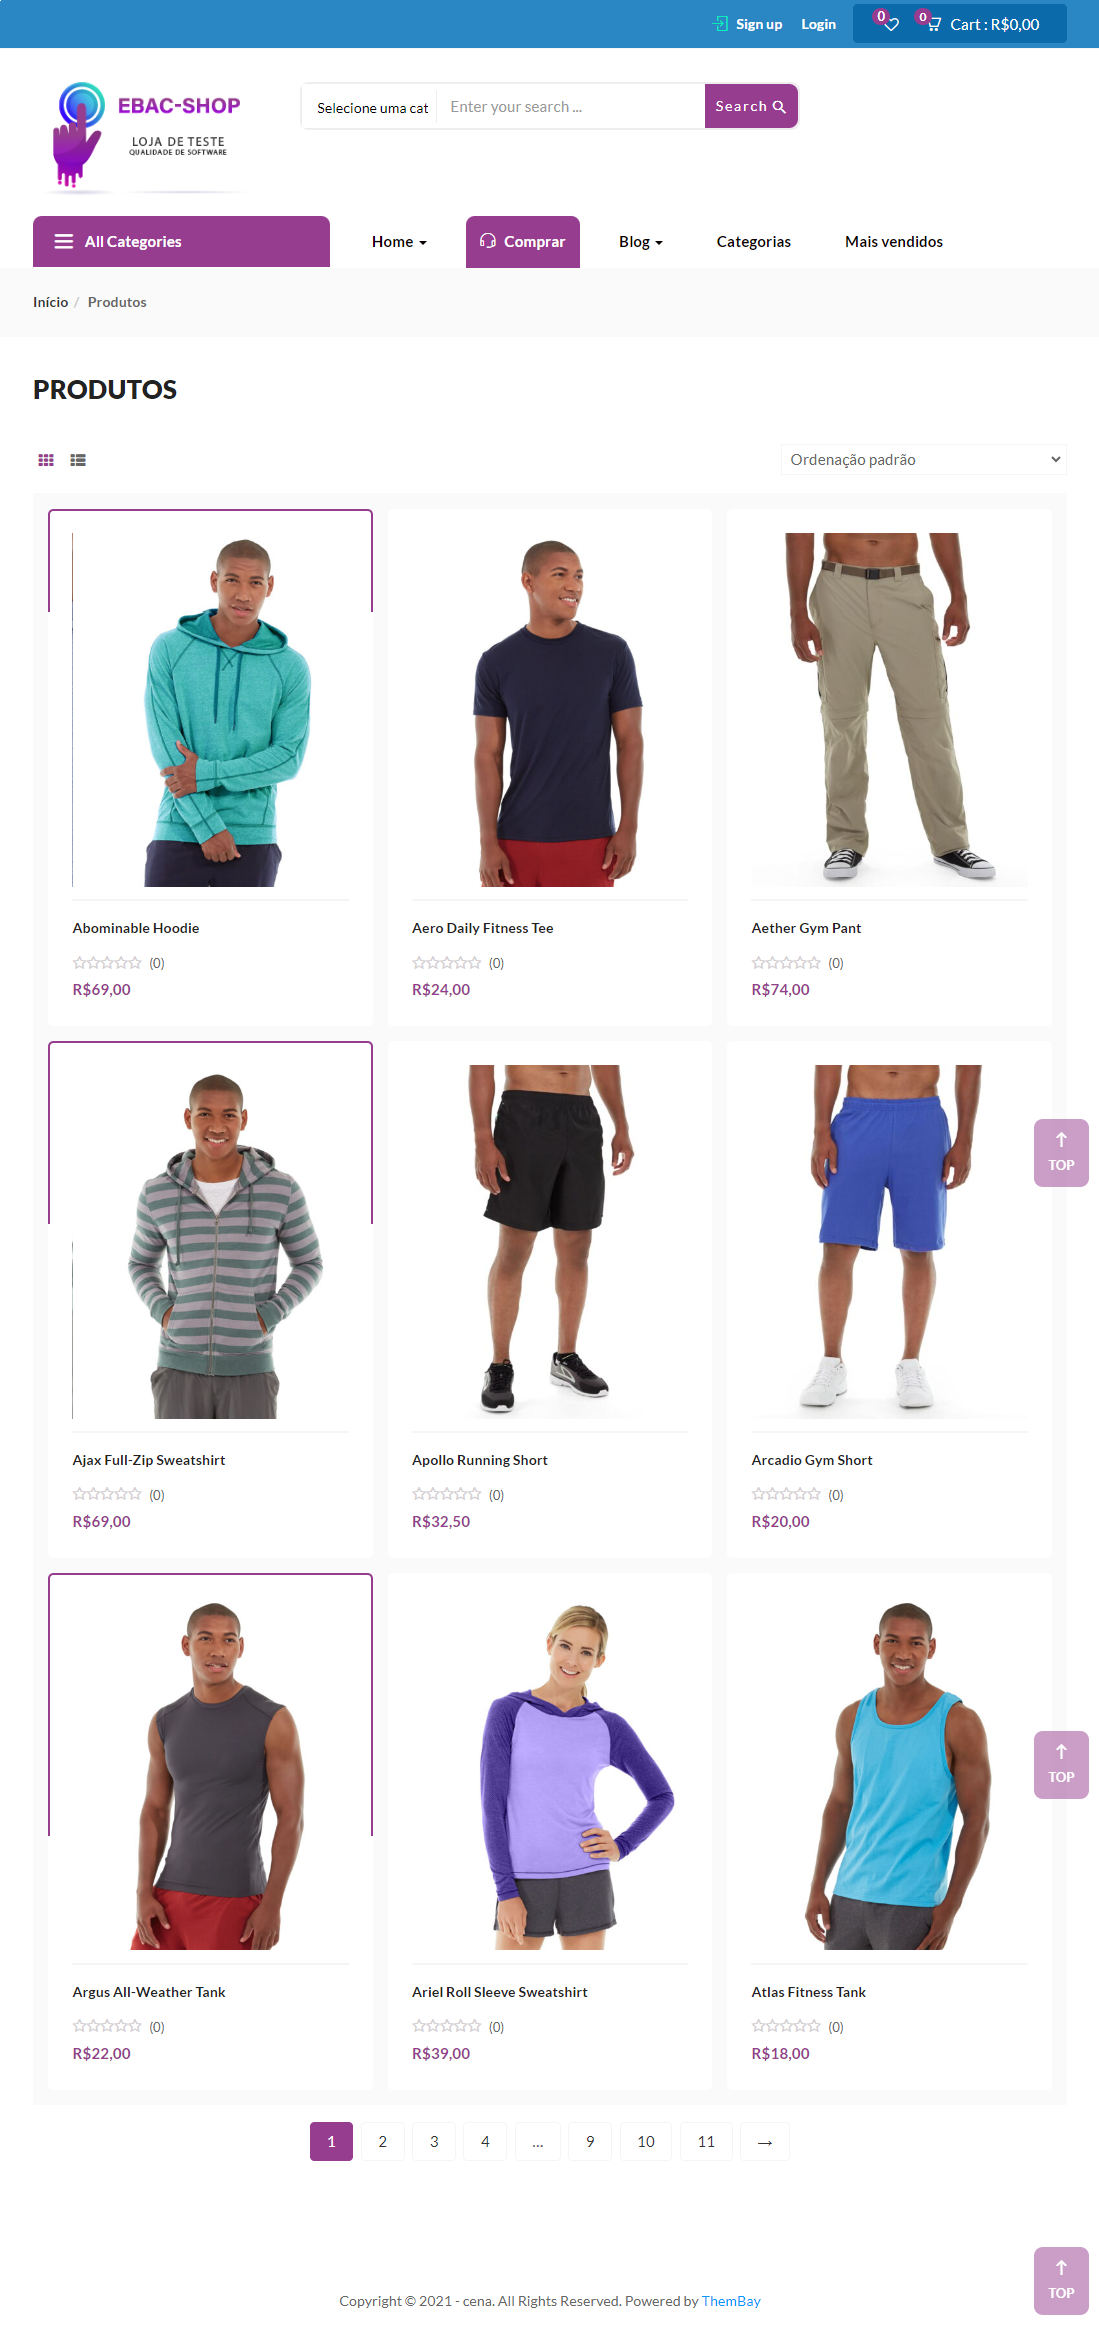 Sign up Login 0 0 Cart : R$0,00
EBAC-SHOP
LOJA DE TESTE
QUALIDADE DE SOFTWARE
Selecione uma cat Enter your search ... Search
All Categories Home Comprar Blog Categorias Mais vendidos
Início / Produtos
PRODUTOS
Ordenação padrão
Abominable Hoodie
(0)
R$69,00
Aero Daily Fitness Tee
(0)
R$24,00
Aether Gym Pant
(0)
R$74,00
Ajax Full-Zip Sweatshirt
(0)
R$69,00
Apollo Running Short
(0)
R$32,50
Arcadio Gym Short
(0)
R$20,00
TOP
Argus All-Weather Tank
(0)
R$22,00
Ariel Roll Sleeve Sweatshirt
(0)
R$39,00
Atlas Fitness Tank
(0)
R$18,00
TOP
1 2 3 4 … 9 10 11 →
TOP
Copyright © 2021 - cena. All Rights Reserved. Powered by ThemBay